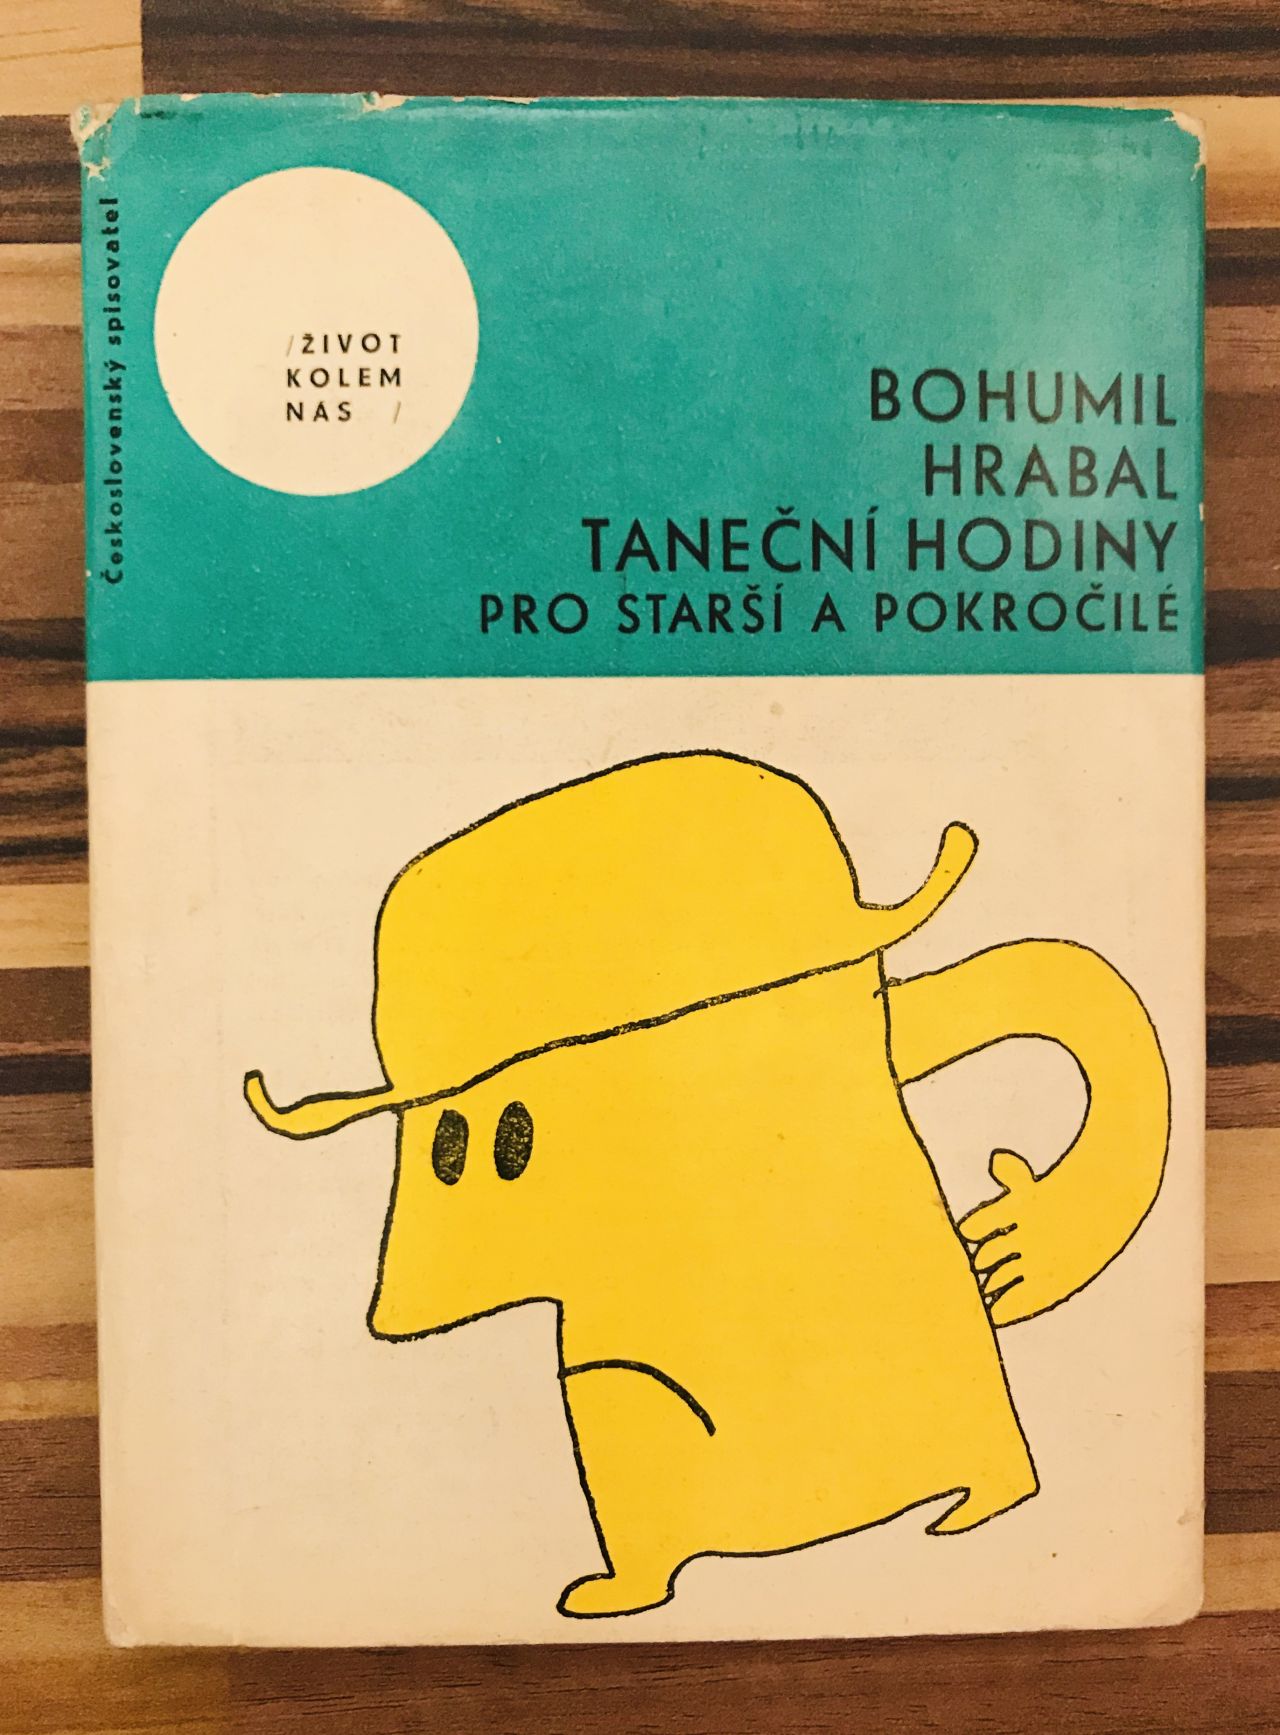 Československý spisovatel
/ŽIVOT
KOLEM
NÁS /
BOHUMIL
HRABAL
TANEČNÍ HODINY
PRO STARŠÍ A POKROČILÉ